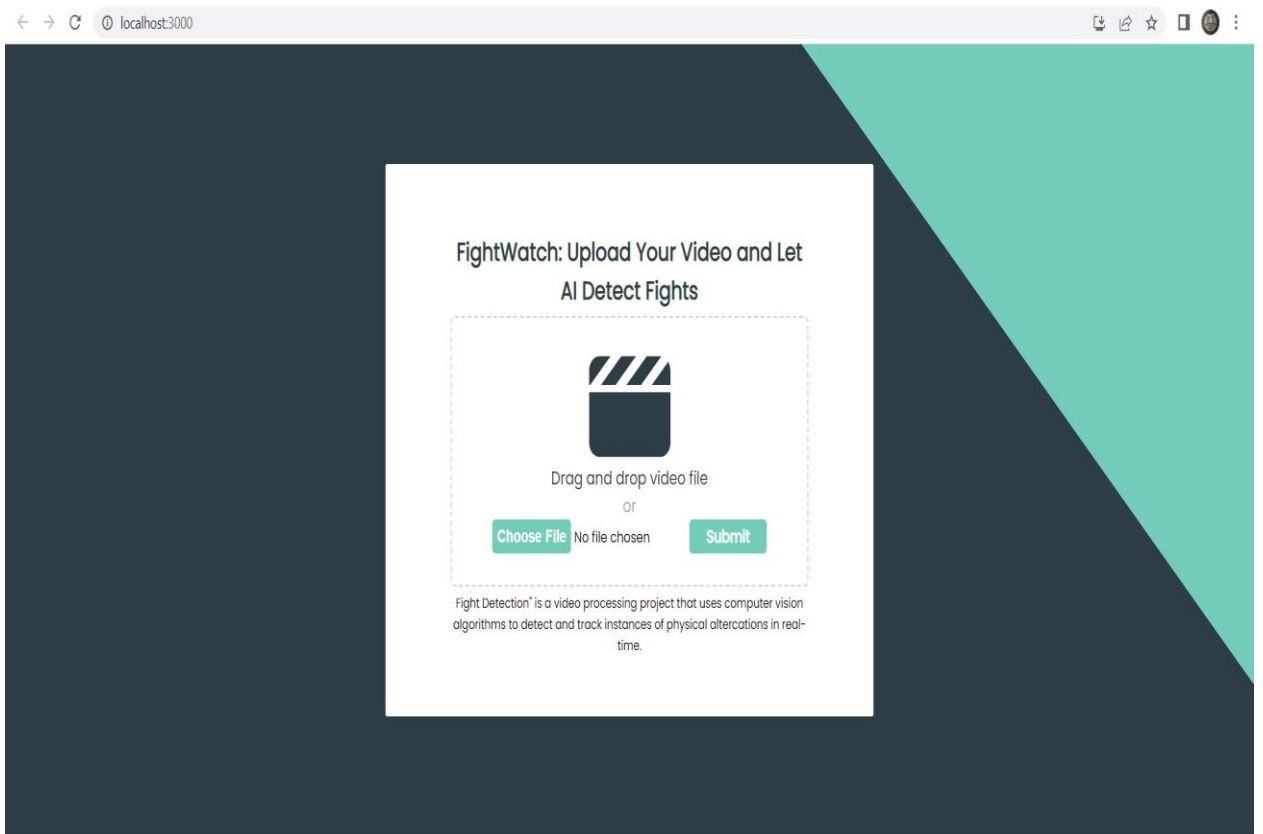 localhost:3000
FightWatch: Upload Your Video and Let
AI Detect Fights
Drag and drop video file
or
Choose File No file chosen Submit
Fight Detection" is a video processing project that uses computer vision
algorithms to detect and track instances of physical altercations in real-
time.